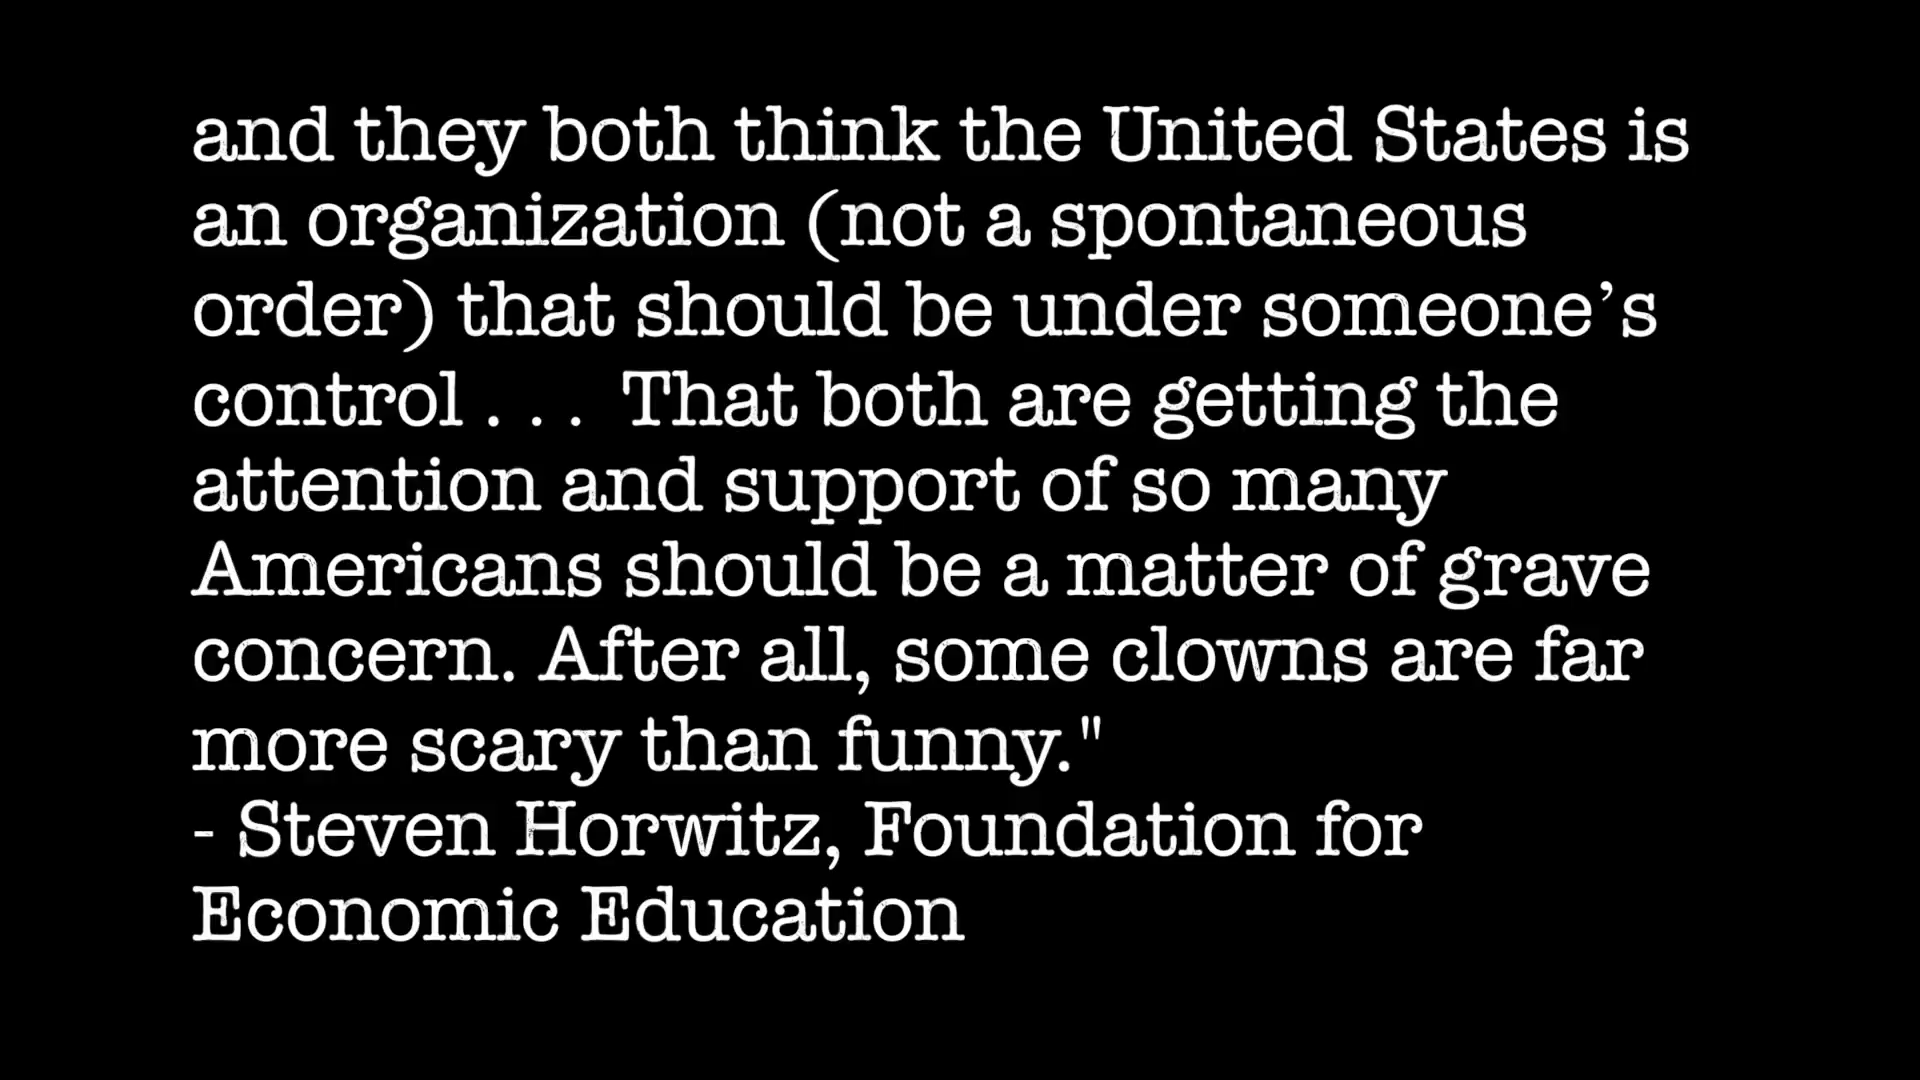 and they both think the United States is
an organization (not a spontaneous
order) that should be under someone’s
control . . .  That both are getting the
attention and support of so many
Americans should be a matter of grave
concern. After all, some clowns are far
more scary than funny."
- Steven Horwitz, Foundation for
Economic Education